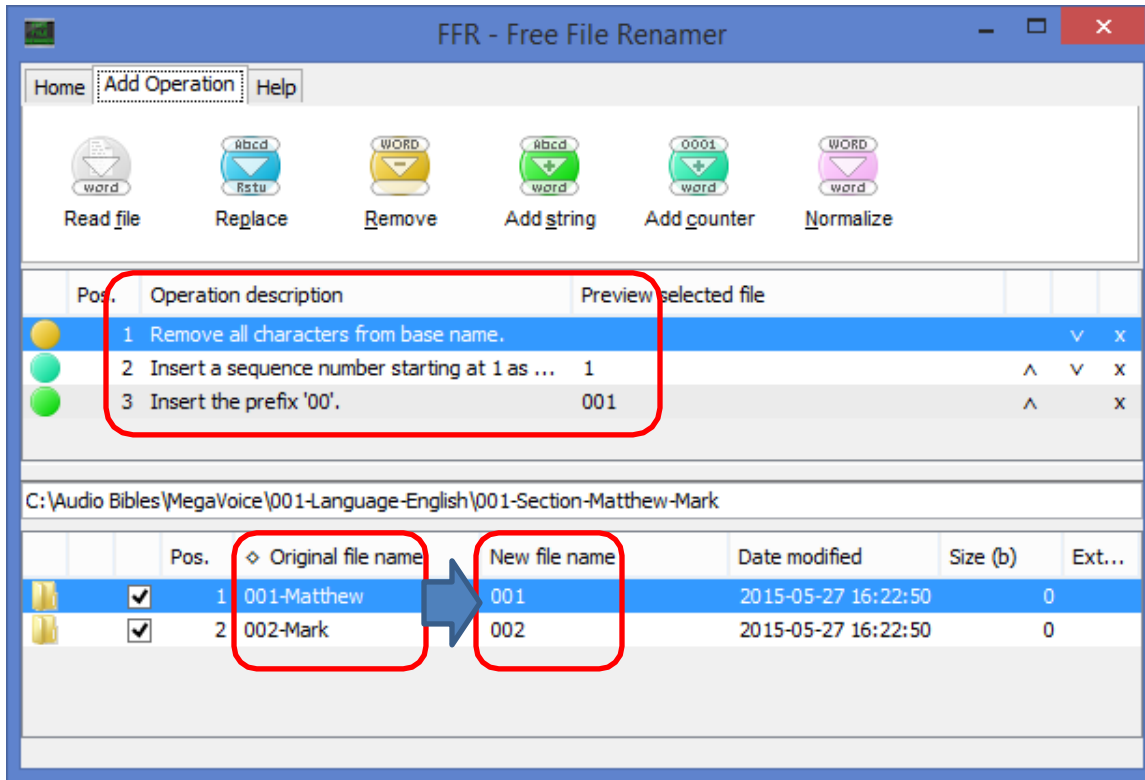 FFR - Free File Renamer
Home Add Operation Help
Abcd WORD Abcd 0001 WORD
word Rstu word word word
Read file Replace Remove Add string Add counter Normalize
Pos. Operation description Preview selected file
1 Remove all characters from base name. v x
2 Insert a sequence number starting at 1 as ... 1 ʌ v x
3 Insert the prefix '00'. 001 ʌ x
C:\Audio Bibles\MegaVoice\001-Language-English\001-Section-Matthew-Mark
Pos. Original file name New file name Date modified Size (b) Ext...
1 001-Matthew 001 2015-05-27 16:22:50 0
2 002-Mark 002 2015-05-27 16:22:50 0